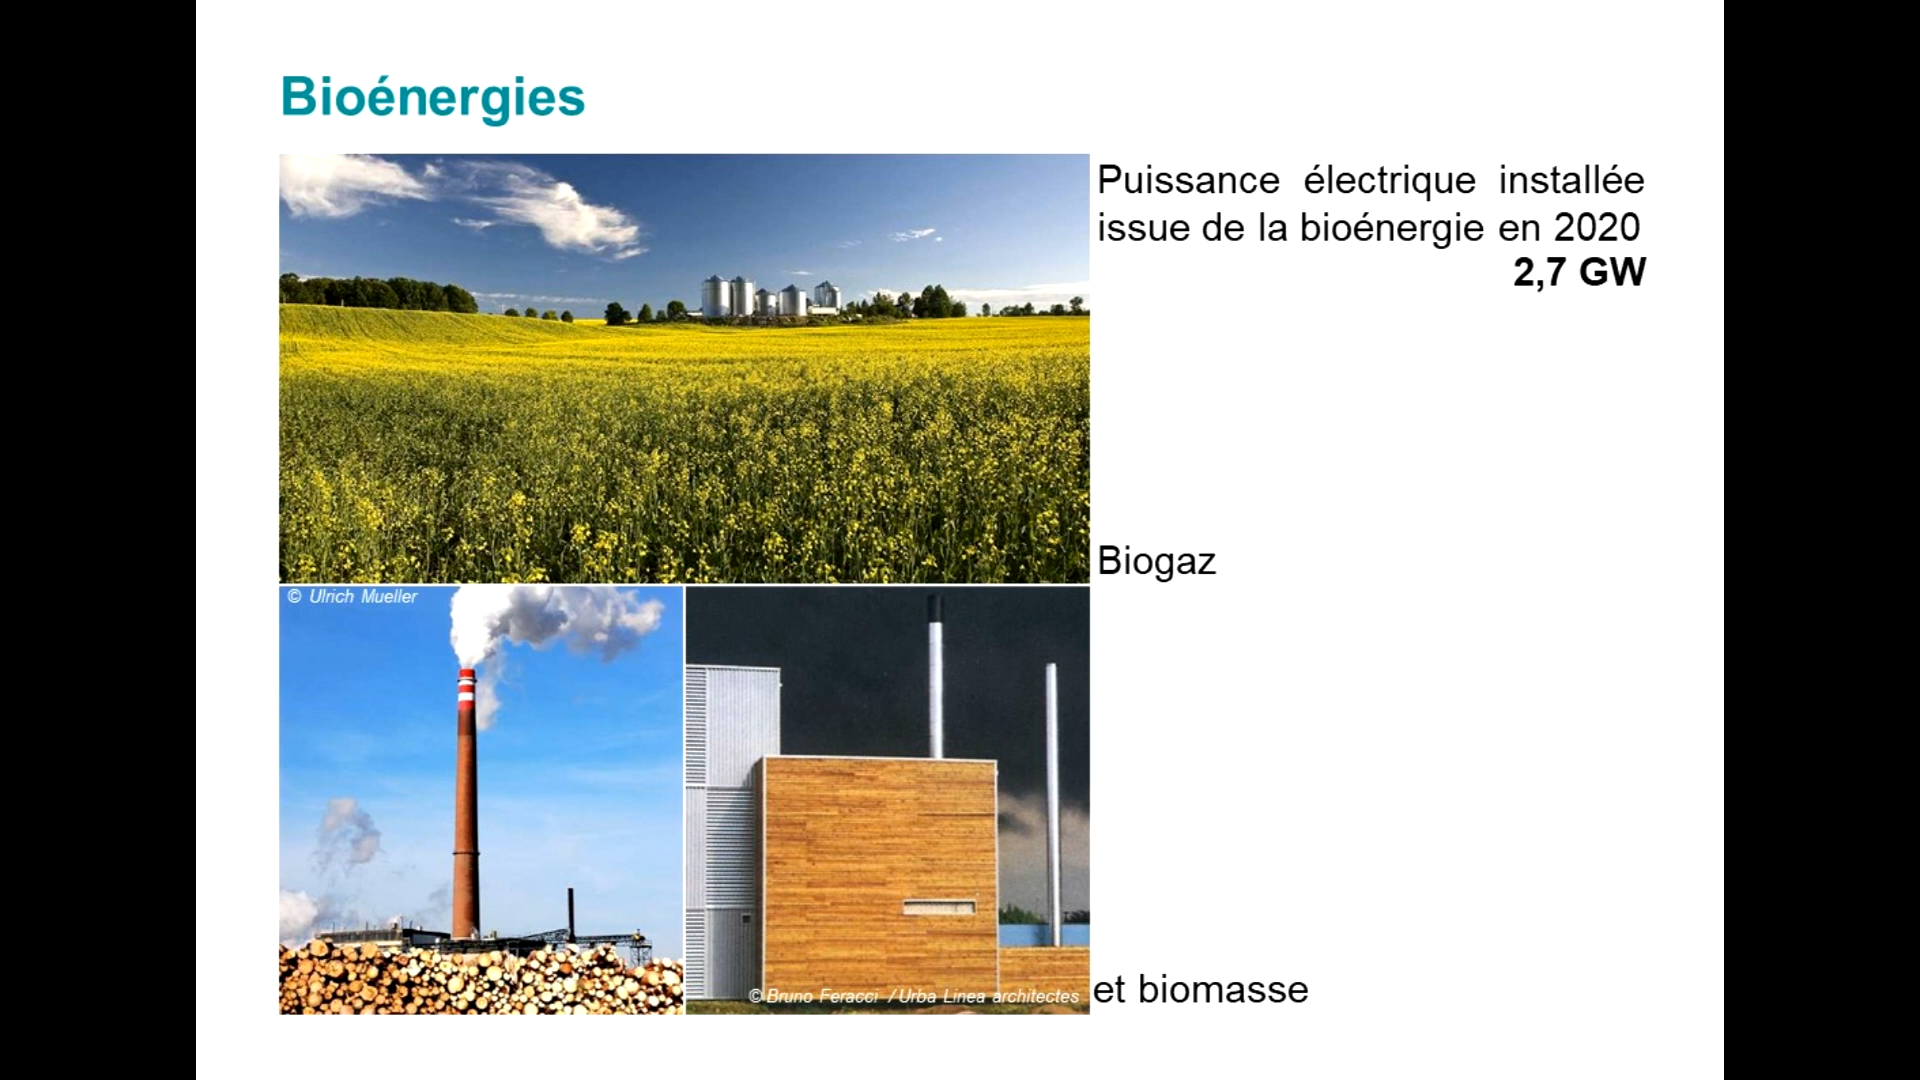 Bioénergies
Puissance électrique installée
issue de la bioénergie en 2020
2,7 GW
Biogaz
© Ulrich Mueller
© Bruno Feracci / Urba Linea architectes
et biomasse